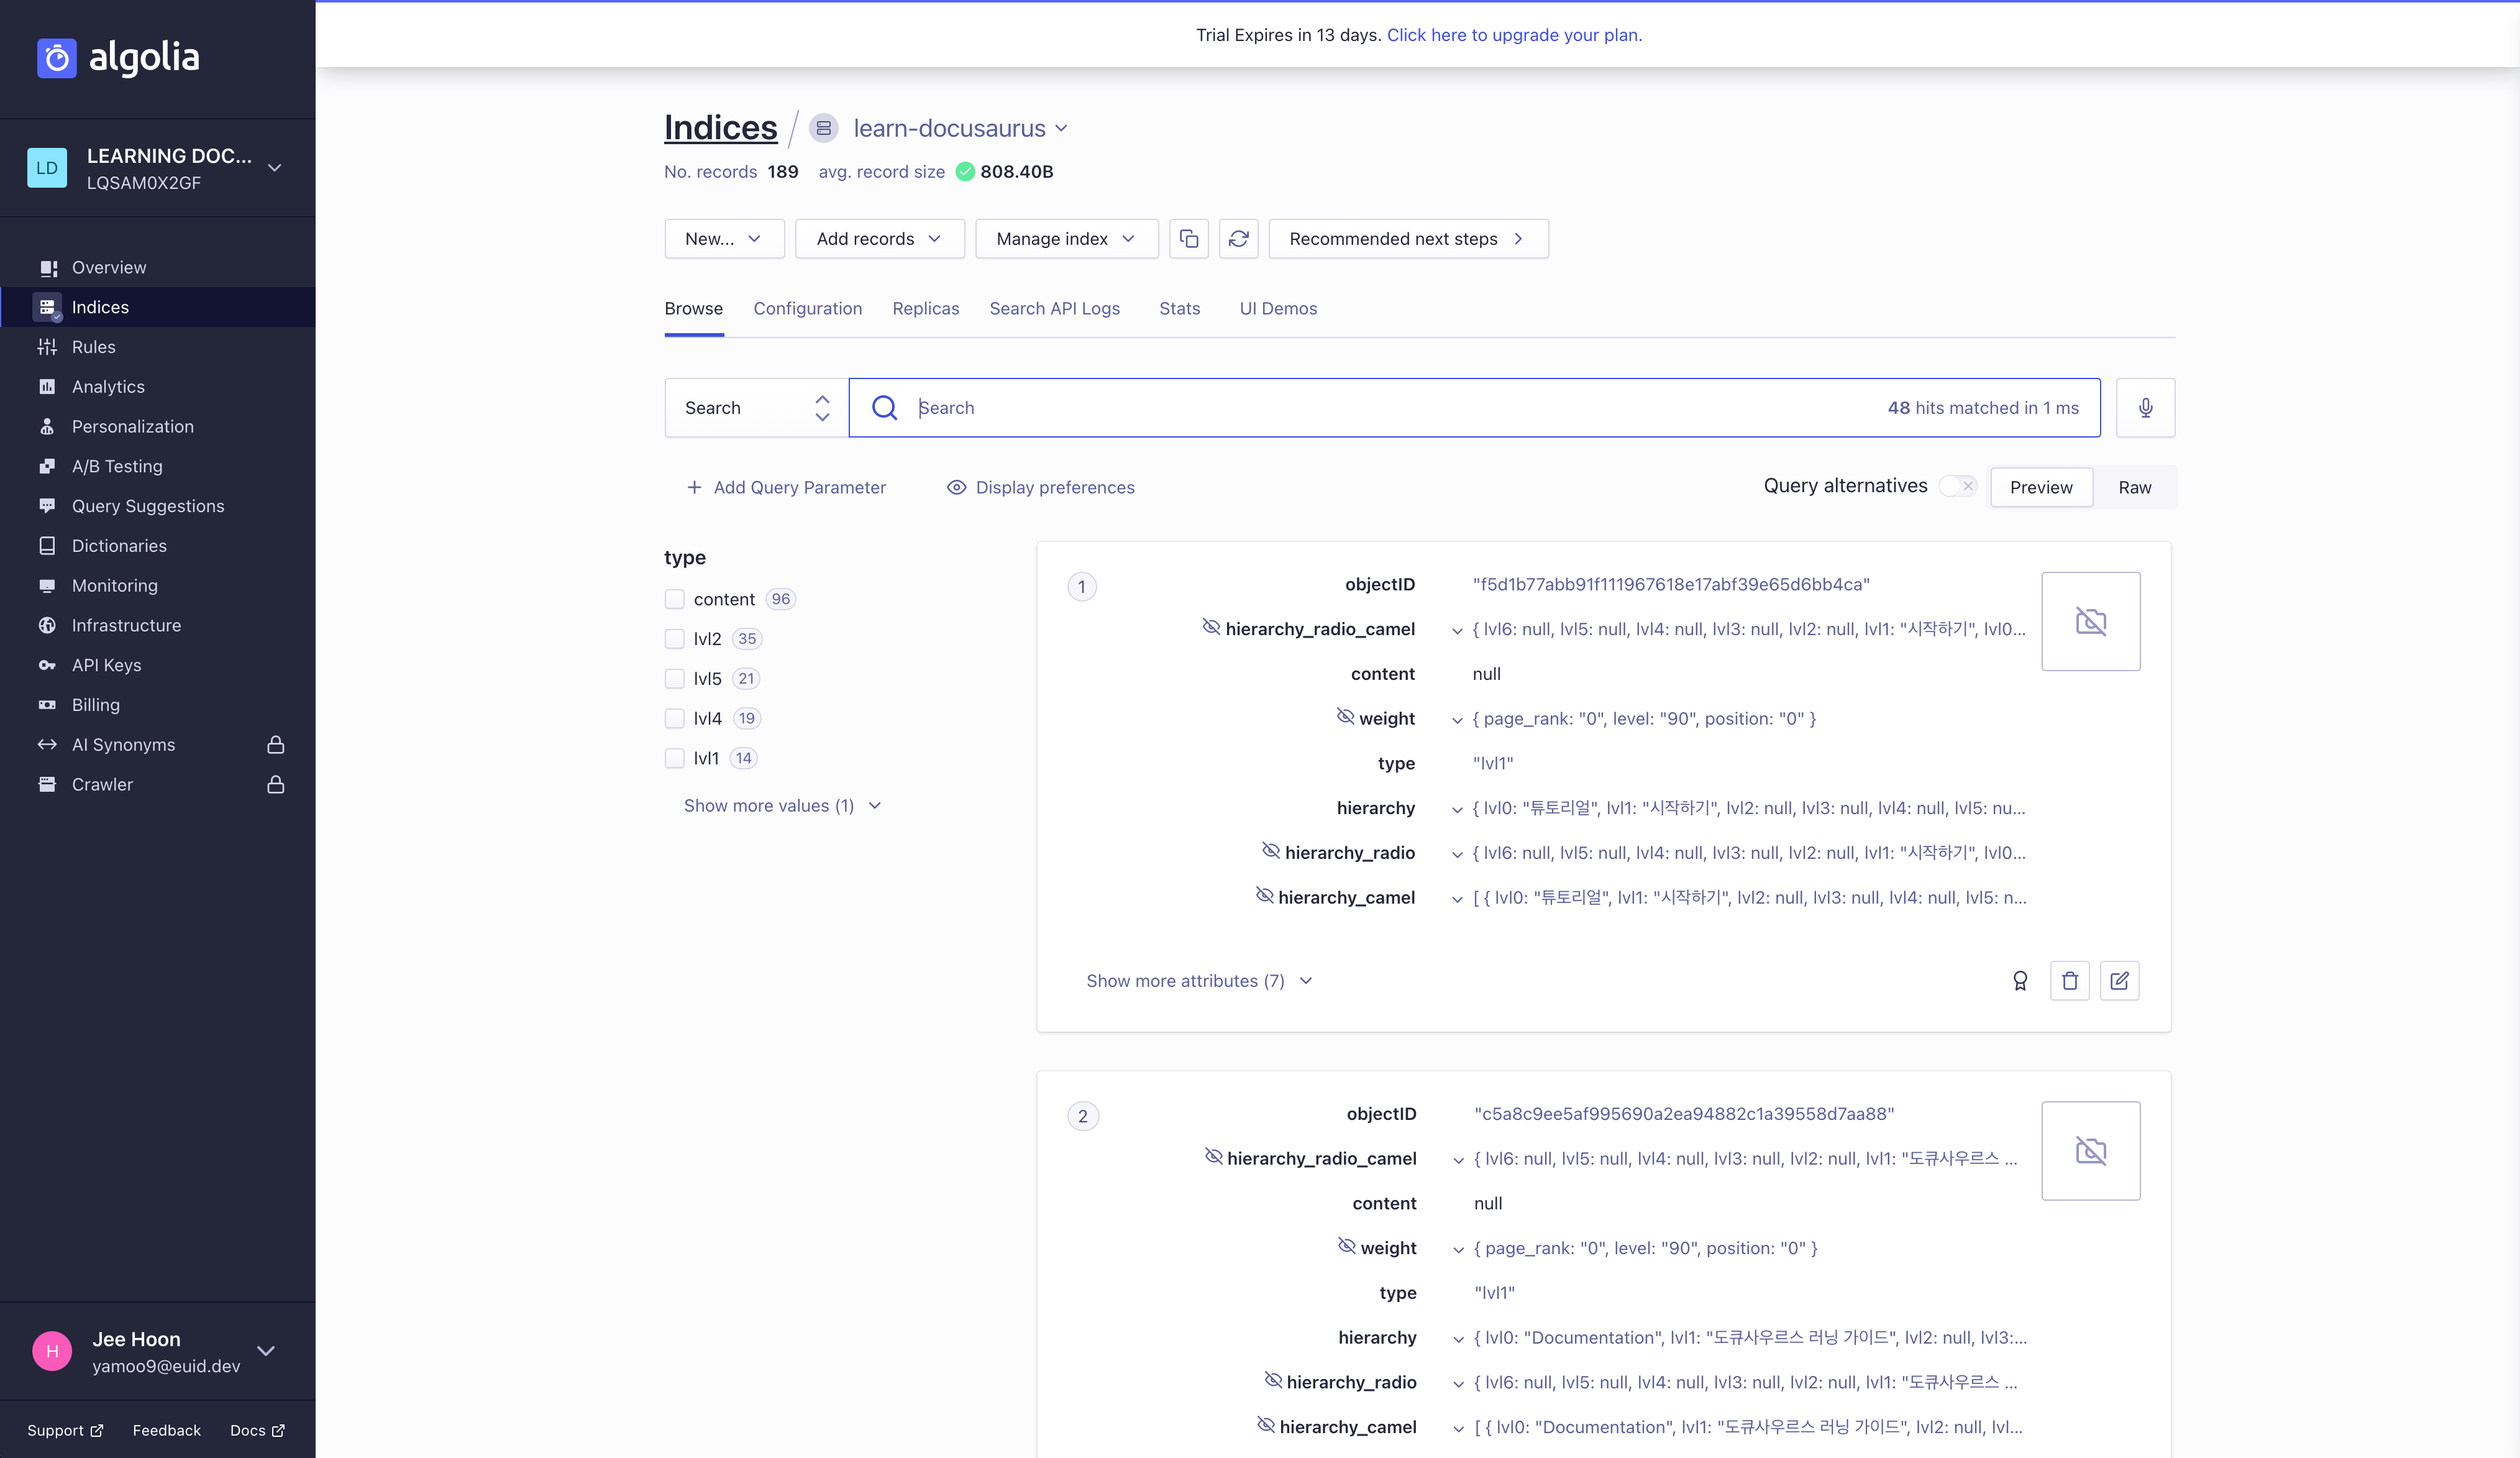 Trial Expires in 13 days. Click here to upgrade your plan.
algolia
LD
LEARNING DOC...
LQSAM0X2GF
Overview
Indices
Rules
Analytics
Personalization
A/B Testing
Query Suggestions
Dictionaries
Monitoring
Infrastructure
API Keys
Billing
AI Synonyms
Crawler
H
Jee Hoon
yamoo9@euid.dev
Support
Feedback
Docs
Indices / learn-docusaurus
No. records 189 avg. record size 808.40B
New... Add records Manage index Recommended next steps
Browse Configuration Replicas Search API Logs Stats UI Demos
Search Search 48 hits matched in 1 ms
Add Query Parameter Display preferences Query alternatives Preview Raw
type
content 96
lvl2 35
lvl5 21
lvl4 19
lvl1 14
Show more values (1)
1
objectID "f5d1b77abb91f111967618e17abf39e65d6bb4ca"
hierarchy_radio_camel { lvl6: null, lvl5: null, lvl4: null, lvl3: null, lvl2: null, lvl1: "시작하기", lvl0...
content null
weight { page_rank: "0", level: "90", position: "0" }
type "lvl1"
hierarchy { lvl0: "튜토리얼", lvl1: "시작하기", lvl2: null, lvl3: null, lvl4: null, lvl5: nu...
hierarchy_radio { lvl6: null, lvl5: null, lvl4: null, lvl3: null, lvl2: null, lvl1: "시작하기", lvl0...
hierarchy_camel [ { lvl0: "튜토리얼", lvl1: "시작하기", lvl2: null, lvl3: null, lvl4: null, lvl5: n...
Show more attributes (7)
2
objectID "c5a8c9ee5af995690a2ea94882c1a39558d7aa88"
hierarchy_radio_camel { lvl6: null, lvl5: null, lvl4: null, lvl3: null, lvl2: null, lvl1: "도큐사우르스 ...
content null
weight { page_rank: "0", level: "90", position: "0" }
type "lvl1"
hierarchy { lvl0: "Documentation", lvl1: "도큐사우르스 러닝 가이드", lvl2: null, lvl3:...
hierarchy_radio { lvl6: null, lvl5: null, lvl4: null, lvl3: null, lvl2: null, lvl1: "도큐사우르스 ...
hierarchy_camel [ { lvl0: "Documentation", lvl1: "도큐사우르스 러닝 가이드", lvl2: null, lvl...